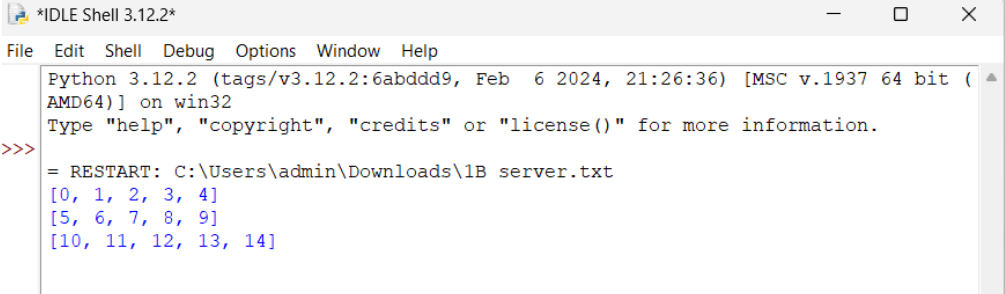 *IDLE Shell 3.12.2*
File Edit Shell Debug Options Window Help
Python 3.12.2 (tags/v3.12.2:6abddd9, Feb  6 2024, 21:26:36) [MSC v.1937 64 bit (
AMD64)] on win32
Type "help", "copyright", "credits" or "license()" for more information.
>>>
= RESTART: C:\Users\admin\Downloads\1B server.txt
[0, 1, 2, 3, 4]
[5, 6, 7, 8, 9]
[10, 11, 12, 13, 14]